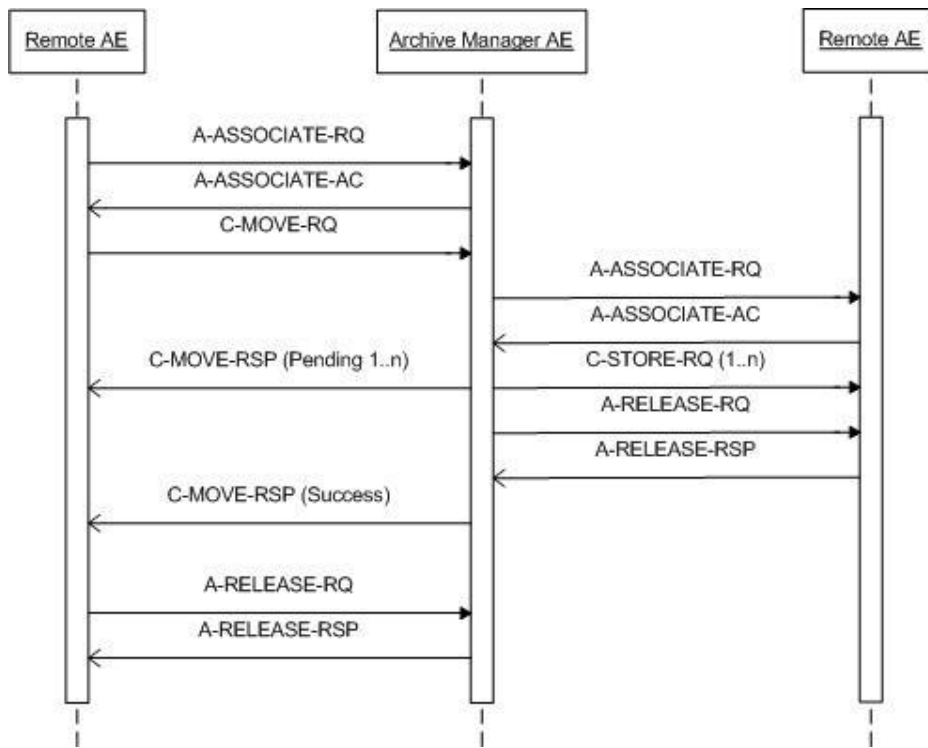 Remote AE
Archive Manager AE
Remote AE
A-ASSOCIATE-RQ
A-ASSOCIATE-AC
C-MOVE-RQ
A-ASSOCIATE-RQ
A-ASSOCIATE-AC
C-MOVE-RSP (Pending 1..n)
C-STORE-RQ (1..n)
A-RELEASE-RQ
A-RELEASE-RSP
C-MOVE-RSP (Success)
A-RELEASE-RQ
A-RELEASE-RSP